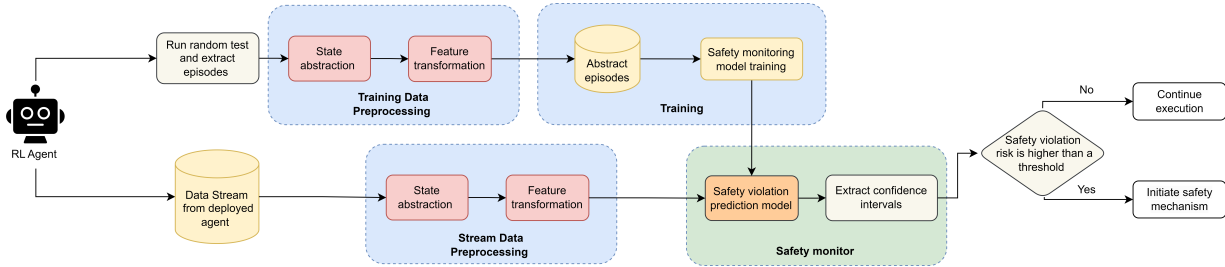 Run random test
and extract
episodes
State
abstraction
Feature
transformation
Training Data
Preprocessing
Abstract
episodes
Safety monitoring
model training
Training
RL Agent
Data Stream
from deployed
agent
State
abstraction
Feature
transformation
Stream Data
Preprocessing
Safety violation
prediction model
Extract confidence
intervals
Safety monitor
Safety violation
risk is higher than a
threshold
No
Continue
execution
Yes
Initiate safety
mechanism